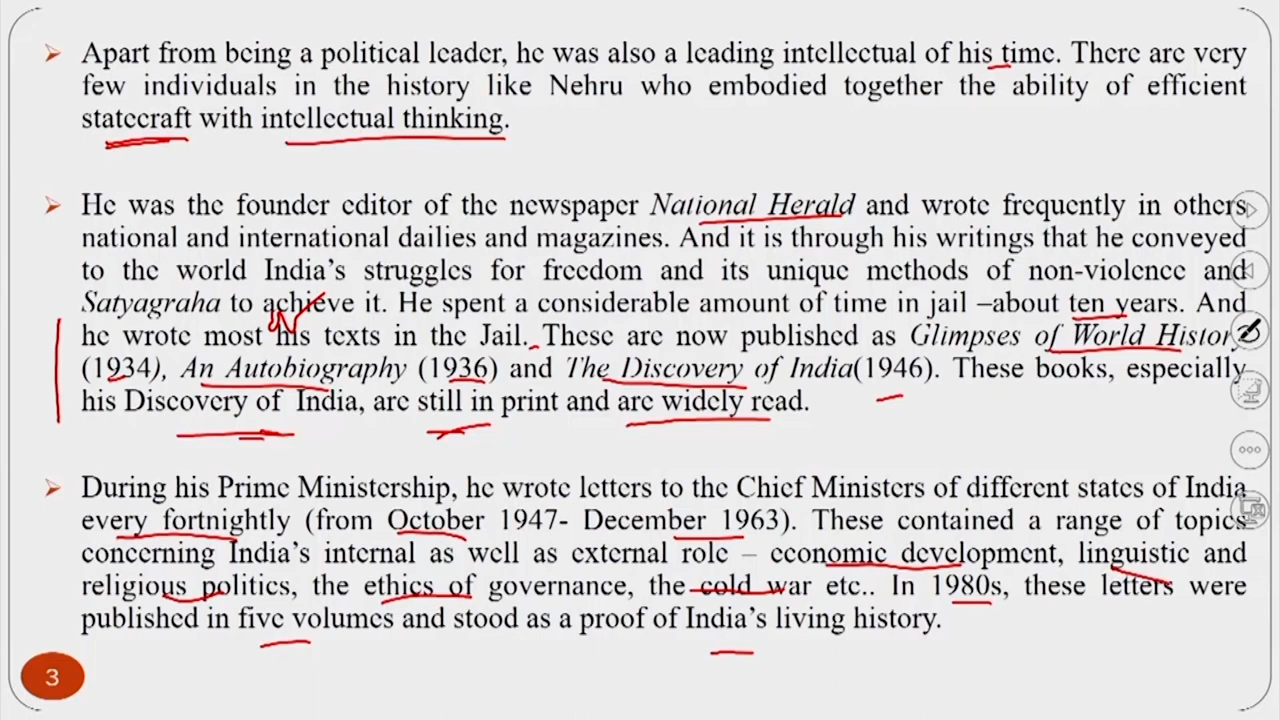 ➢ Apart from being a political leader, he was also a leading intellectual of his time. There are very
few individuals in the history like Nehru who embodied together the ability of efficient
statecraft with intellectual thinking.
➢ He was the founder editor of the newspaper National Herald and wrote frequently in others
national and international dailies and magazines. And it is through his writings that he conveyed
to the world India's struggles for freedom and its unique methods of non-violence and
Satyagraha to achieve it. He spent a considerable amount of time in jail –about ten years. And
he wrote most his texts in the Jail. These are now published as Glimpses of World History
(1934), An Autobiography (1936) and The Discovery of India(1946). These books, especially
his Discovery of India, are still in print and are widely read.
➢ During his Prime Ministership, he wrote letters to the Chief Ministers of different states of India
every fortnightly (from October 1947- December 1963). These contained a range of topics
concerning India's internal as well as external role – economic development, linguistic and
religious politics, the ethics of governance, the cold war etc.. In 1980s, these letters were
published in five volumes and stood as a proof of India's living history.
3